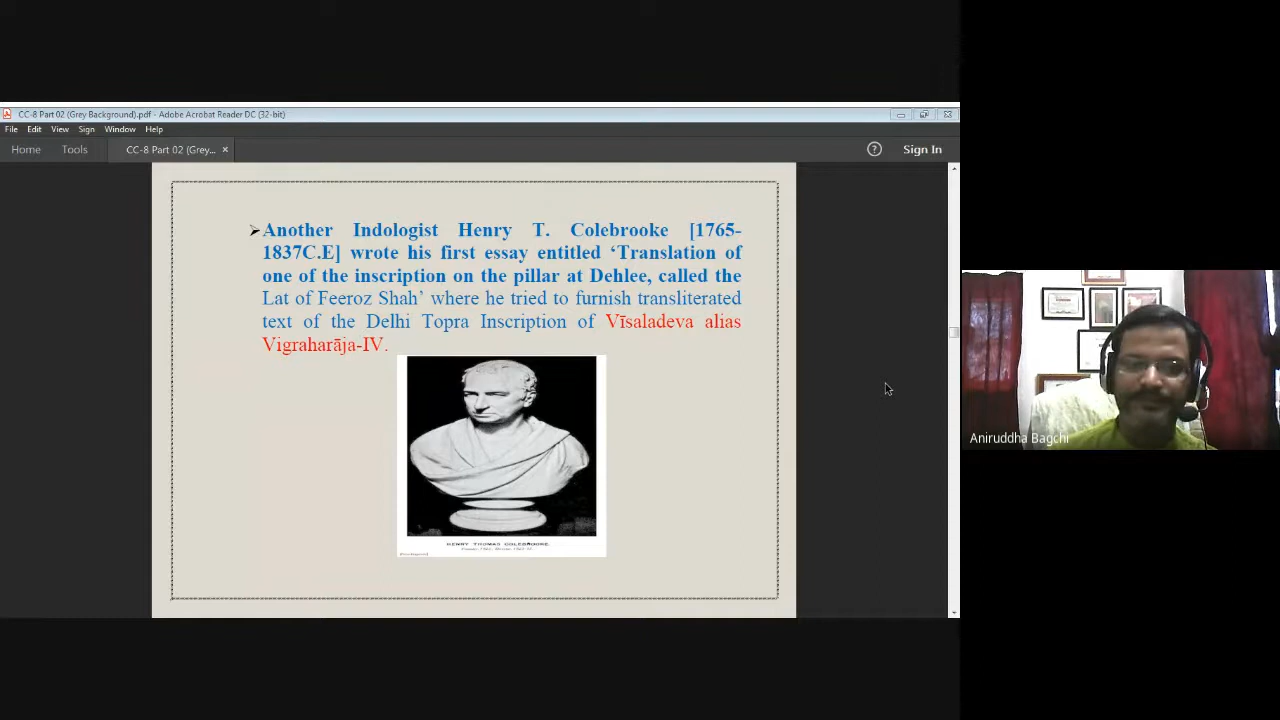 CC-8 Part 02 (Grey Background).pdf - Adobe Acrobat Reader DC (32-bit)
File Edit View Sign Window Help
Home Tools CC-8 Part 02 (Grey... × ? Sign In
➢Another Indologist Henry T. Colebrooke [1765-
1837C.E] wrote his first essay entitled ‘Translation of
one of the inscription on the pillar at Dehlee, called the
Lat of Feeroz Shah’ where he tried to furnish transliterated
text of the Delhi Topra Inscription of Vīsaladeva alias
Vigraharāja-IV.
HENRY THOMAS COLEBROOKE.
Aniruddha Bagchi